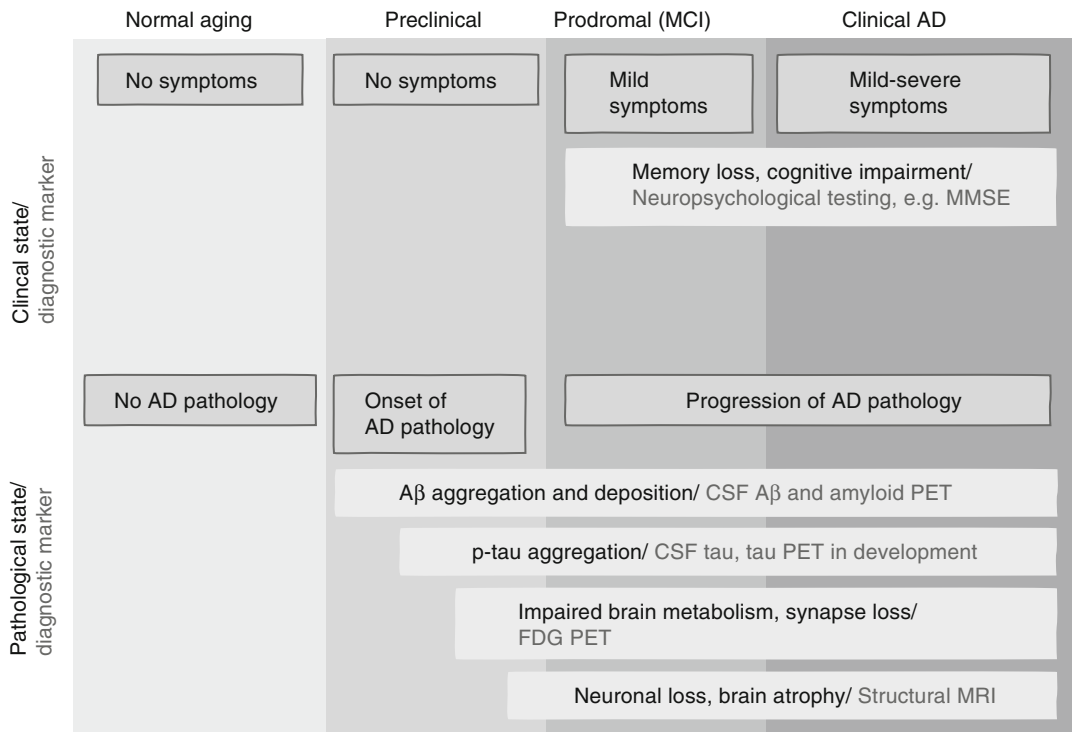 Normal aging
Preclinical
Prodromal (MCI)
Clinical AD
No symptoms
No symptoms
Mild
symptoms
Mild-severe
symptoms
Memory loss, cognitive impairment/
Neuropsychological testing, e.g. MMSE
Clincal state/
diagnostic marker
No AD pathology
Onset of
AD pathology
Progression of AD pathology
Aβ aggregation and deposition/ CSF Aβ and amyloid PET
p-tau aggregation/ CSF tau, tau PET in development
Impaired brain metabolism, synapse loss/
FDG PET
Neuronal loss, brain atrophy/ Structural MRI
Pathological state/
diagnostic marker